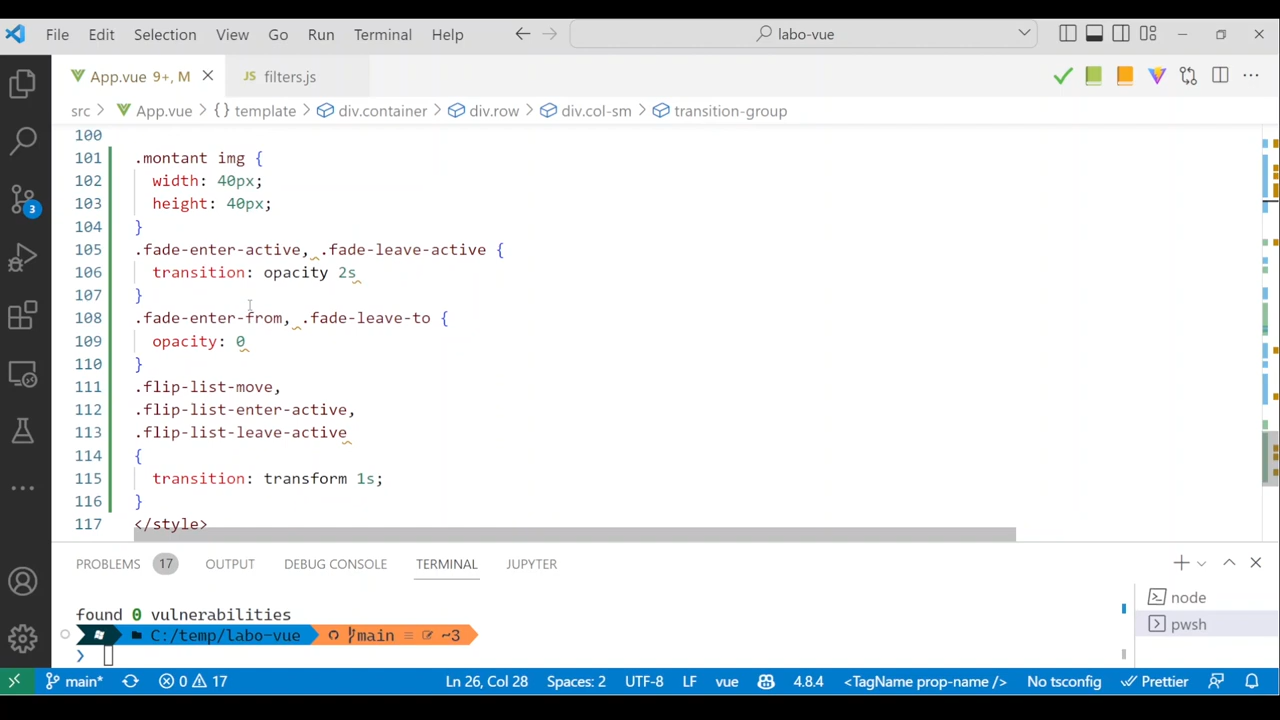 File Edit Selection View Go Run Terminal Help labo-vue
App.vue 9+, M JS filters.js
src > App.vue > {} template > div.container > div.row > div.col-sm > transition-group
100
101 .montant img {
102 width: 40px;
103 height: 40px;
104 }
105 .fade-enter-active, .fade-leave-active {
106 transition: opacity 2s
107 }
108 .fade-enter-from, .fade-leave-to {
109 opacity: 0
110 }
111 .flip-list-move,
112 .flip-list-enter-active,
113 .flip-list-leave-active
114 {
115 transition: transform 1s;
116 }
117 </style>
3
PROBLEMS 17 OUTPUT DEBUG CONSOLE TERMINAL JUPYTER
found 0 vulnerabilities
C:/temp/labo-vue main ≡ ~3
❯
node
pwsh
main* 0 17 Ln 26, Col 28 Spaces: 2 UTF-8 LF vue 4.8.4 <TagName prop-name /> No tsconfig Prettier